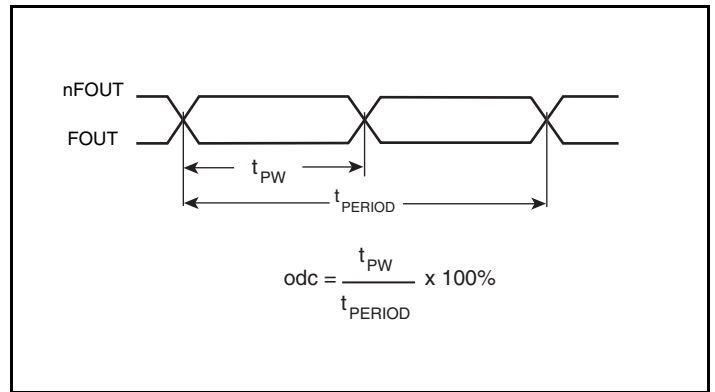 nFOUT
FOUT
tPW
tPERIOD
odc = tPW / tPERIOD x 100%